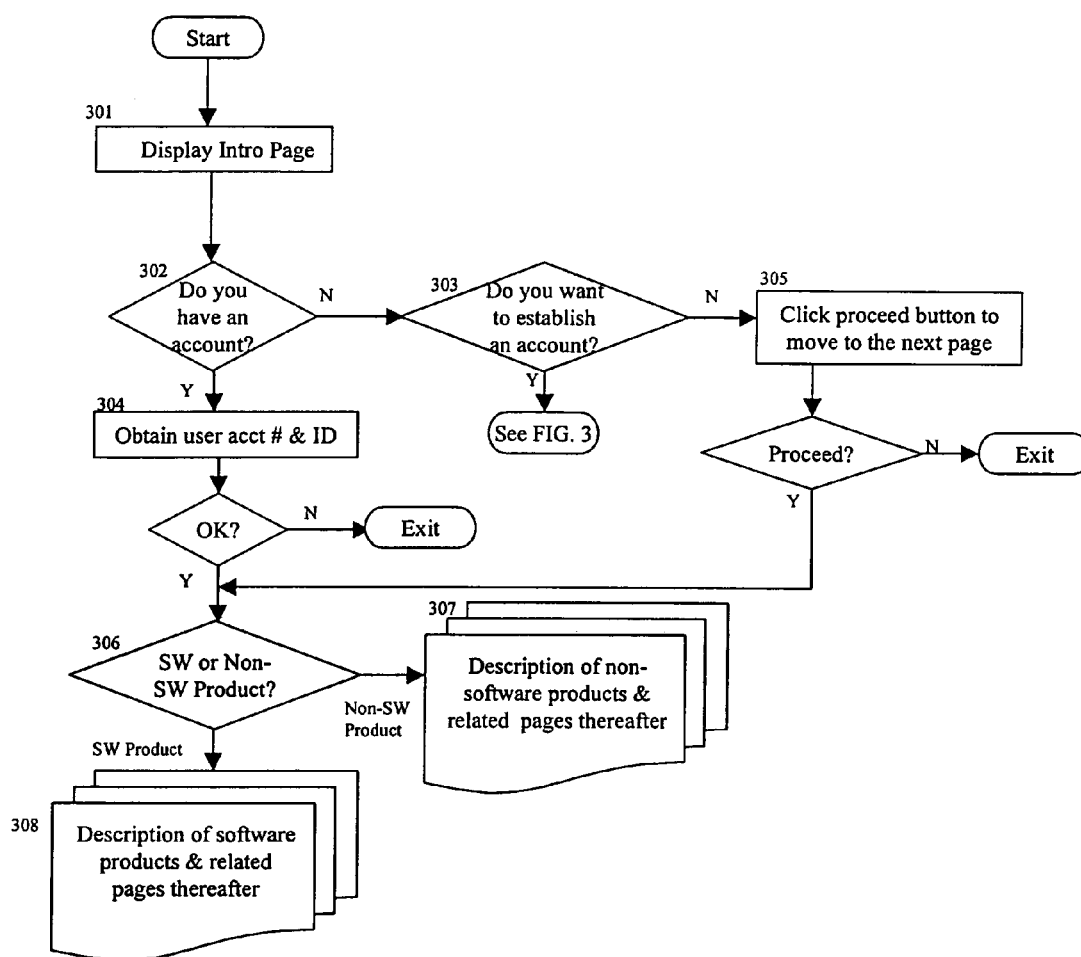 Start
301
Display Intro Page
302
Do you
have an
account?
N
303
Do you want
to establish
an account?
N
305
Click proceed button to
move to the next page
Y
304
Obtain user acct # & ID
Y
See FIG. 3
Proceed?
N
Exit
Y
OK?
N
Exit
Y
306
SW or Non-
SW Product?
Non-SW
Product
307
Description of non-
software products &
related pages thereafter
SW Product
308
Description of software
products & related
pages thereafter